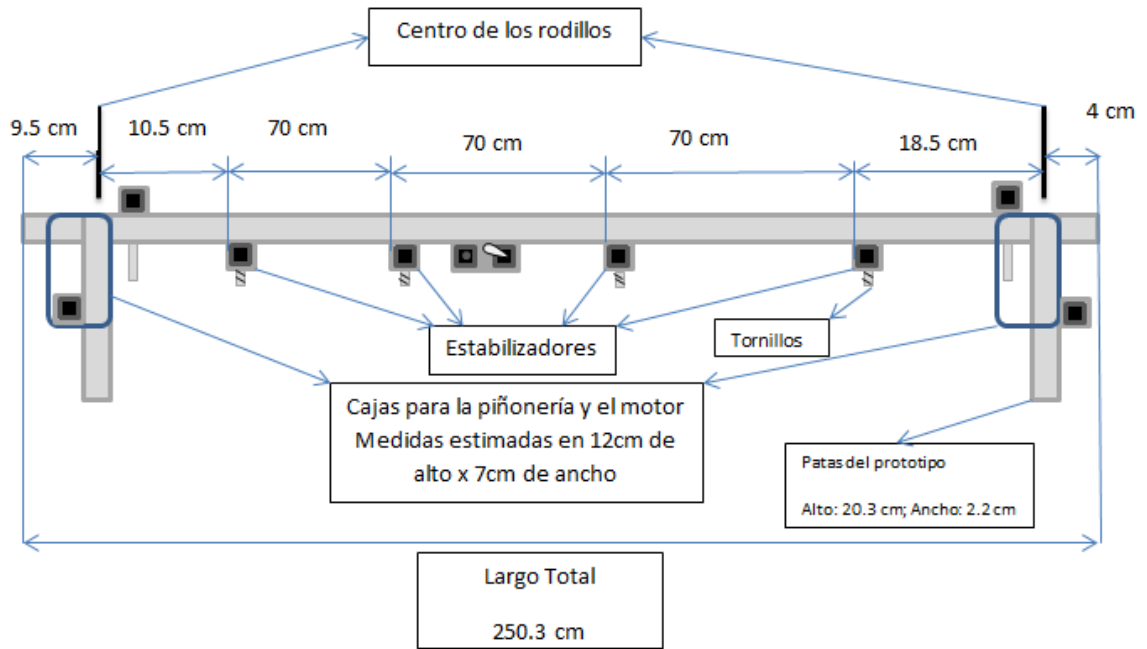 Centro de los rodillos
9.5 cm
10.5 cm
70 cm
70 cm
70 cm
18.5 cm
4 cm
Estabilizadores
Tornillos
Cajas para la piñonería y el motor
Medidas estimadas en 12cm de
alto x 7cm de ancho
Patas del prototipo
Alto: 20.3 cm; Ancho: 2.2 cm
Largo Total
250.3 cm